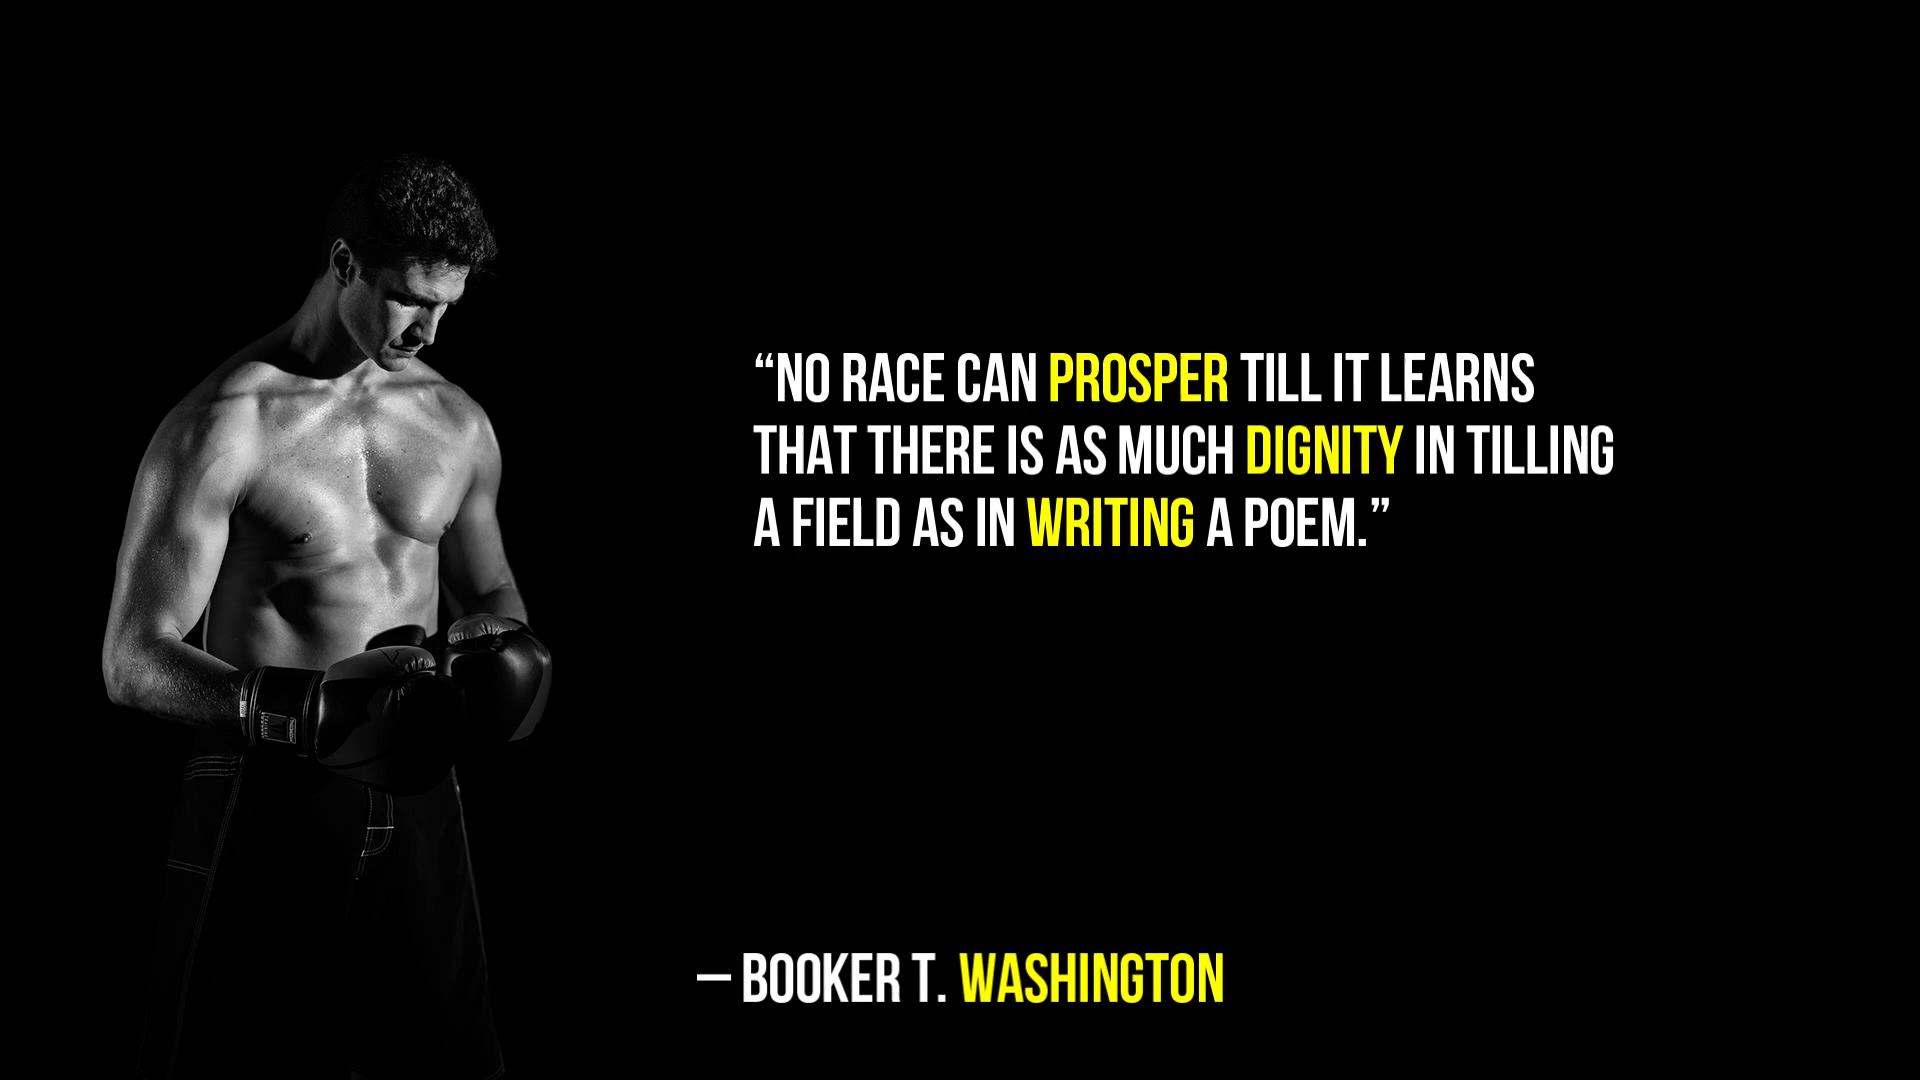 “NO RACE CAN PROSPER TILL IT LEARNS
THAT THERE IS AS MUCH DIGNITY IN TILLING
A FIELD AS IN WRITING A POEM.”
– BOOKER T. WASHINGTON